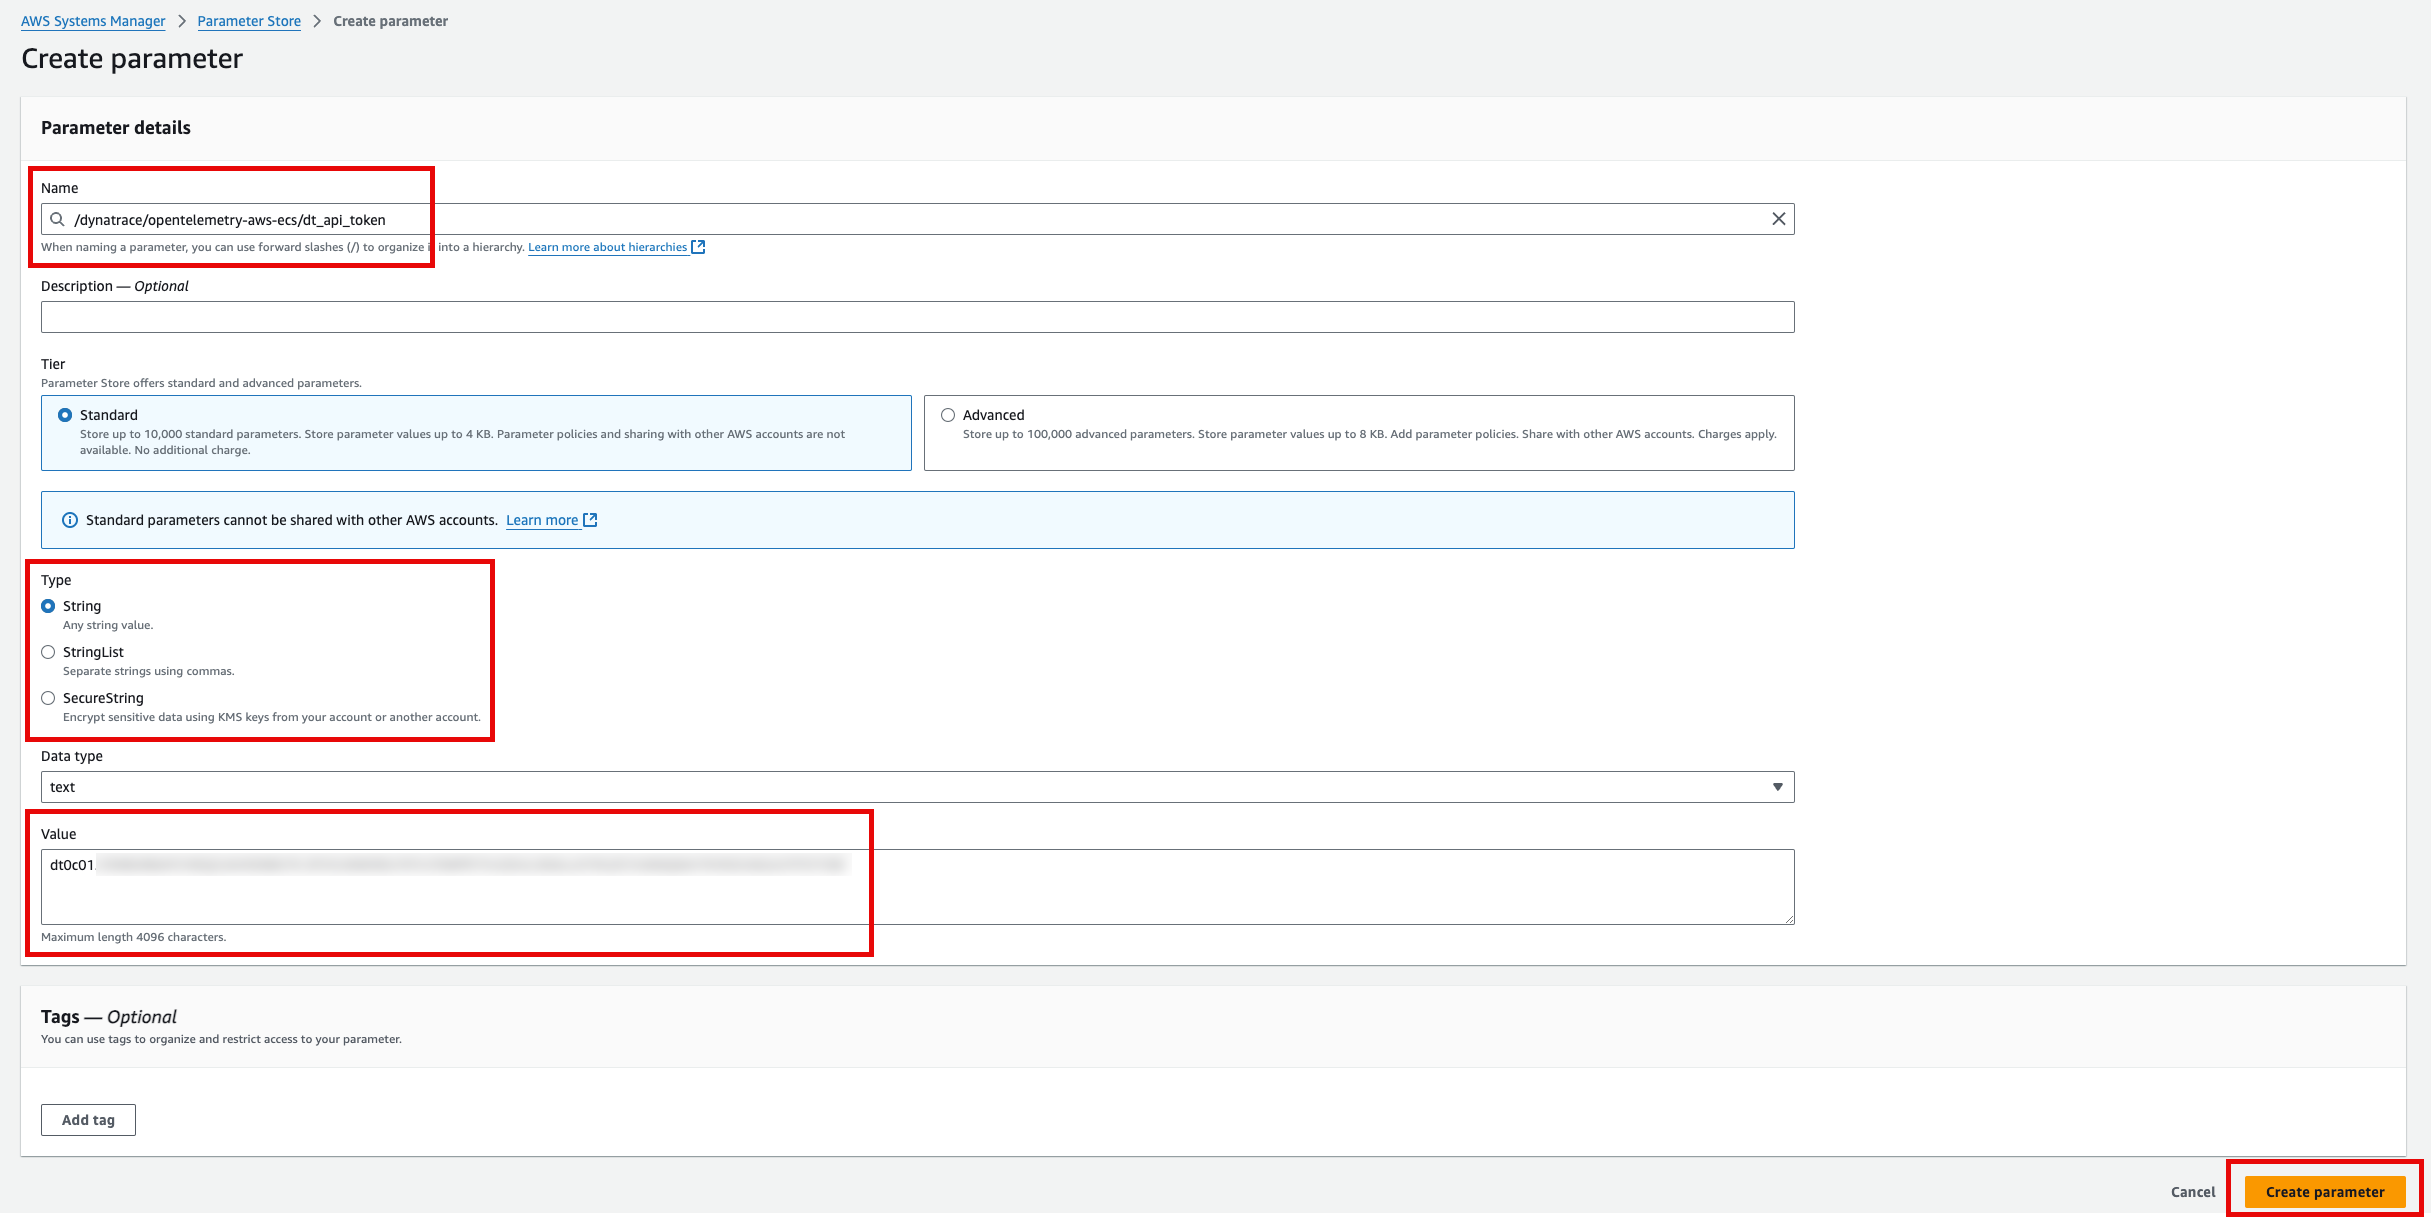 AWS Systems Manager > Parameter Store > Create parameter
Create parameter
Parameter details
Name
/dynatrace/opentelemetry-aws-ecs/dt_api_token
When naming a parameter, you can use forward slashes (/) to organize it into a hierarchy. Learn more about hierarchies
Description — Optional
Tier
Parameter Store offers standard and advanced parameters.
Standard
Store up to 10,000 standard parameters. Store parameter values up to 4 KB. Parameter policies and sharing with other AWS accounts are not
available. No additional charge.
Advanced
Store up to 100,000 advanced parameters. Store parameter values up to 8 KB. Add parameter policies. Share with other AWS accounts. Charges apply.
Standard parameters cannot be shared with other AWS accounts. Learn more
Type
String
Any string value.
StringList
Separate strings using commas.
SecureString
Encrypt sensitive data using KMS keys from your account or another account.
Data type
text
Value
dt0c01.
Maximum length 4096 characters.
Tags — Optional
You can use tags to organize and restrict access to your parameter.
Add tag
Cancel
Create parameter